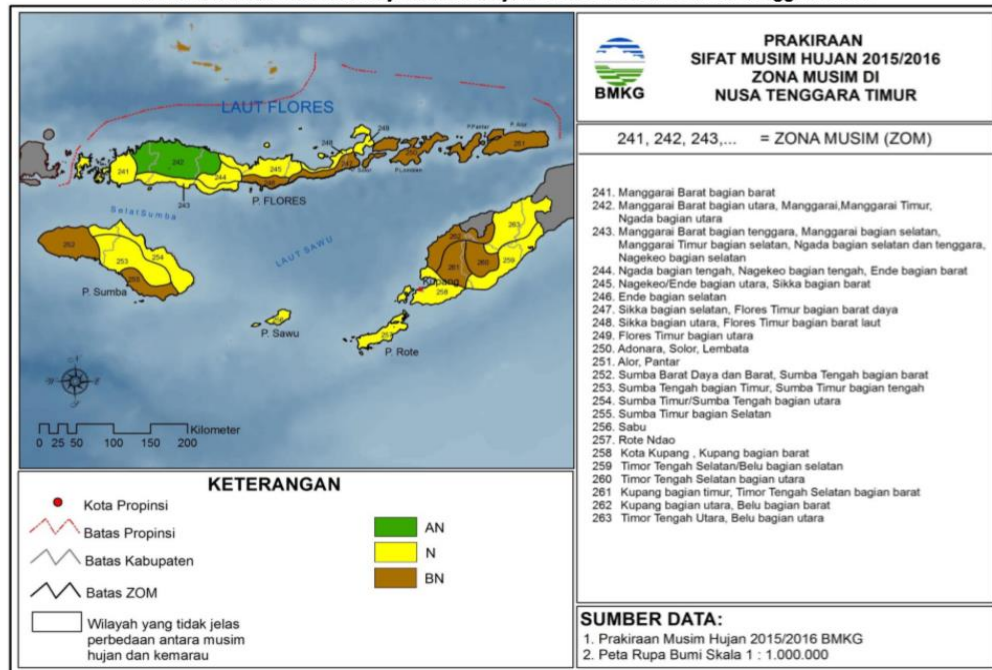 LAUT FLORES
P.Pantar
P. Alor
248
248
251
241
242
244
245
243
P. FLORES
P. Solor
P.Lomblen
SelatSumba
LAUT SAWU
252
253
254
255
P. Sumba
P. Sawu
P. Rote
262
263
261
260
259
258
Kupang
Kilometer
0 25 50 100 150 200
KETERANGAN
Kota Propinsi
Batas Propinsi
Batas Kabupaten
Batas ZOM
Wilayah yang tidak jelas
perbedaan antara musim
hujan dan kemarau
AN
N
BN
BMKG
PRAKIRAAN
SIFAT MUSIM HUJAN 2015/2016
ZONA MUSIM DI
NUSA TENGGARA TIMUR
241, 242, 243,... = ZONA MUSIM (ZOM)
241. Manggarai Barat bagian barat
242. Manggarai Barat bagian utara, Manggarai,Manggarai Timur,
Ngada bagian utara
243. Manggarai Barat bagian tenggara, Manggarai bagian selatan,
Manggarai Timur bagian selatan, Ngada bagian selatan dan tenggara,
Nagekeo bagian selatan
244. Ngada bagian tengah, Nagekeo bagian tengah, Ende bagian barat
245. Nagekeo/Ende bagian utara, Sikka bagian barat
246. Ende bagian selatan
247. Sikka bagian selatan, Flores Timur bagian barat daya
248. Sikka bagian utara, Flores Timur bagian barat laut
249. Flores Timur bagian utara
250. Adonara, Solor, Lembata
251. Alor, Pantar
252. Sumba Barat Daya dan Barat, Sumba Tengah bagian barat
253. Sumba Tengah bagian Timur, Sumba Timur bagian tengah
254. Sumba Timur/Sumba Tengah bagian utara
255. Sumba Timur bagian Selatan
256. Sabu
257. Rote Ndao
258 Kota Kupang , Kupang bagian barat
259 Timor Tengah Selatan/Belu bagian selatan
260 Timor Tengah Selatan bagian utara
261 Kupang bagian timur, Timor Tengah Selatan bagian barat
262 Kupang bagian utara, Belu bagian barat
263 Timor Tengah Utara, Belu bagian utara
SUMBER DATA:
1. Prakiraan Musim Hujan 2015/2016 BMKG
2. Peta Rupa Bumi Skala 1 : 1.000.000